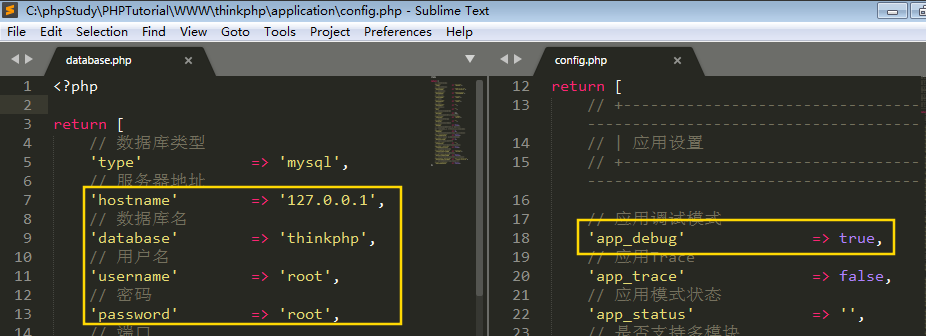 C:\phpStudy\PHPTutorial\WWW\thinkphp\application\config.php - Sublime Text
File Edit Selection Find View Goto Tools Project Preferences Help
database.php
1 <?php
2
3 return [
4 // 数据库类型
5 'type' => 'mysql',
6 // 服务器地址
7 'hostname' => '127.0.0.1',
8 // 数据库名
9 'database' => 'thinkphp',
10 // 用户名
11 'username' => 'root',
12 // 密码
13 'password' => 'root',
14 // 端口
config.php
12 return [
13 // +----------------------------------
----------------------------------
14 // | 应用设置
15 // +----------------------------------
----------------------------------
16
17 // 应用调试模式
18 'app_debug' => true,
19 // 应用Trace
20 'app_trace' => false,
21 // 应用模式状态
22 'app_status' => '',
23 // 是否支持多模块